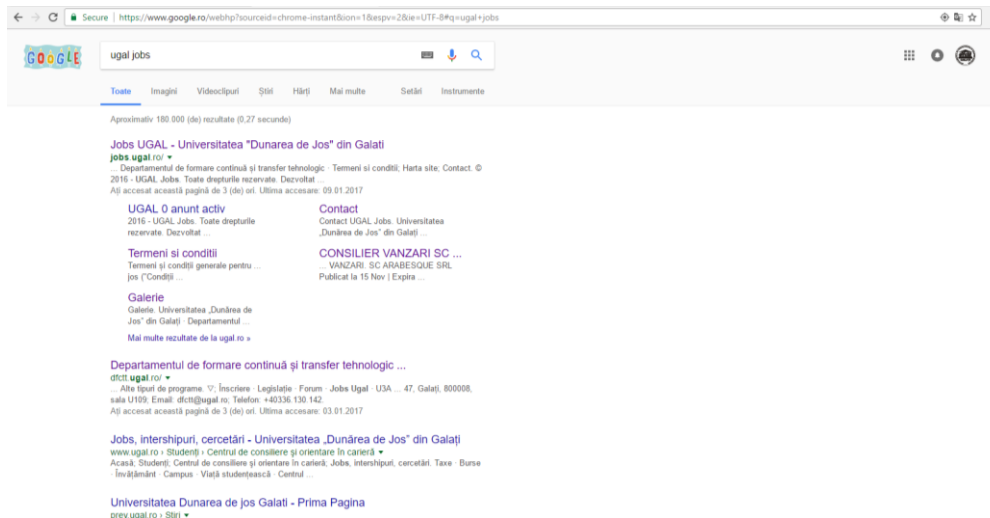 Secure | https://www.google.ro/webhp?sourceid=chrome-instant&ion=1&espv=2&ie=UTF-8#q=ugal+jobs
GOOGLE
ugal jobs
Toate Imagini Videoclipuri Știri Hărți Mai multe Setări Instrumente
Aproximativ 180.000 (de) rezultate (0,27 secunde)
Jobs UGAL - Universitatea "Dunarea de Jos" din Galati
jobs.ugal.ro/
... Departamentul de formare continuă și transfer tehnologic · Termeni si conditii; Harta site; Contact. ©
2016 - UGAL Jobs. Toate drepturile rezervate. Dezvoltat ...
Ați accesat această pagină de 3 (de) ori. Ultima accesare: 09.01.2017
UGAL 0 anunt activ
2016 - UGAL Jobs. Toate drepturile
rezervate. Dezvoltat ...
Contact
Contact UGAL Jobs. Universitatea
„Dunărea de Jos” din Galați ...
Termeni si conditii
Termeni și condiții generale pentru ...
jos ("Condiții ...
CONSILIER VANZARI SC ...
... VANZARI. SC ARABESQUE SRL
Publicat la 15 Nov | Expira ...
Galerie
Galerie. Universitatea „Dunărea de
Jos” din Galați · Departamentul ...
Mai multe rezultate de la ugal.ro »
Departamentul de formare continuă și transfer tehnologic ...
dfctt.ugal.ro/
... Alte tipuri de programe. ▽; Înscriere · Legislație · Forum · Jobs Ugal · U3A ... 47, Galați, 800008,
sala U109; Email: dfctt@ugal.ro; Telefon: +40336.130.142.
Ați accesat această pagină de 3 (de) ori. Ultima accesare: 03.01.2017
Jobs, intershipuri, cercetări - Universitatea „Dunărea de Jos” din Galați
www.ugal.ro › Studenți › Centrul de consiliere și orientare în carieră
Acasă; Studenți; Centrul de consiliere și orientare în carieră; Jobs, intershipuri, cercetări. Taxe · Burse
· Învățământ · Campus · Viață studențească · Centrul ...
Universitatea Dunarea de jos Galati - Prima Pagina
prev.ugal.ro › Stiri